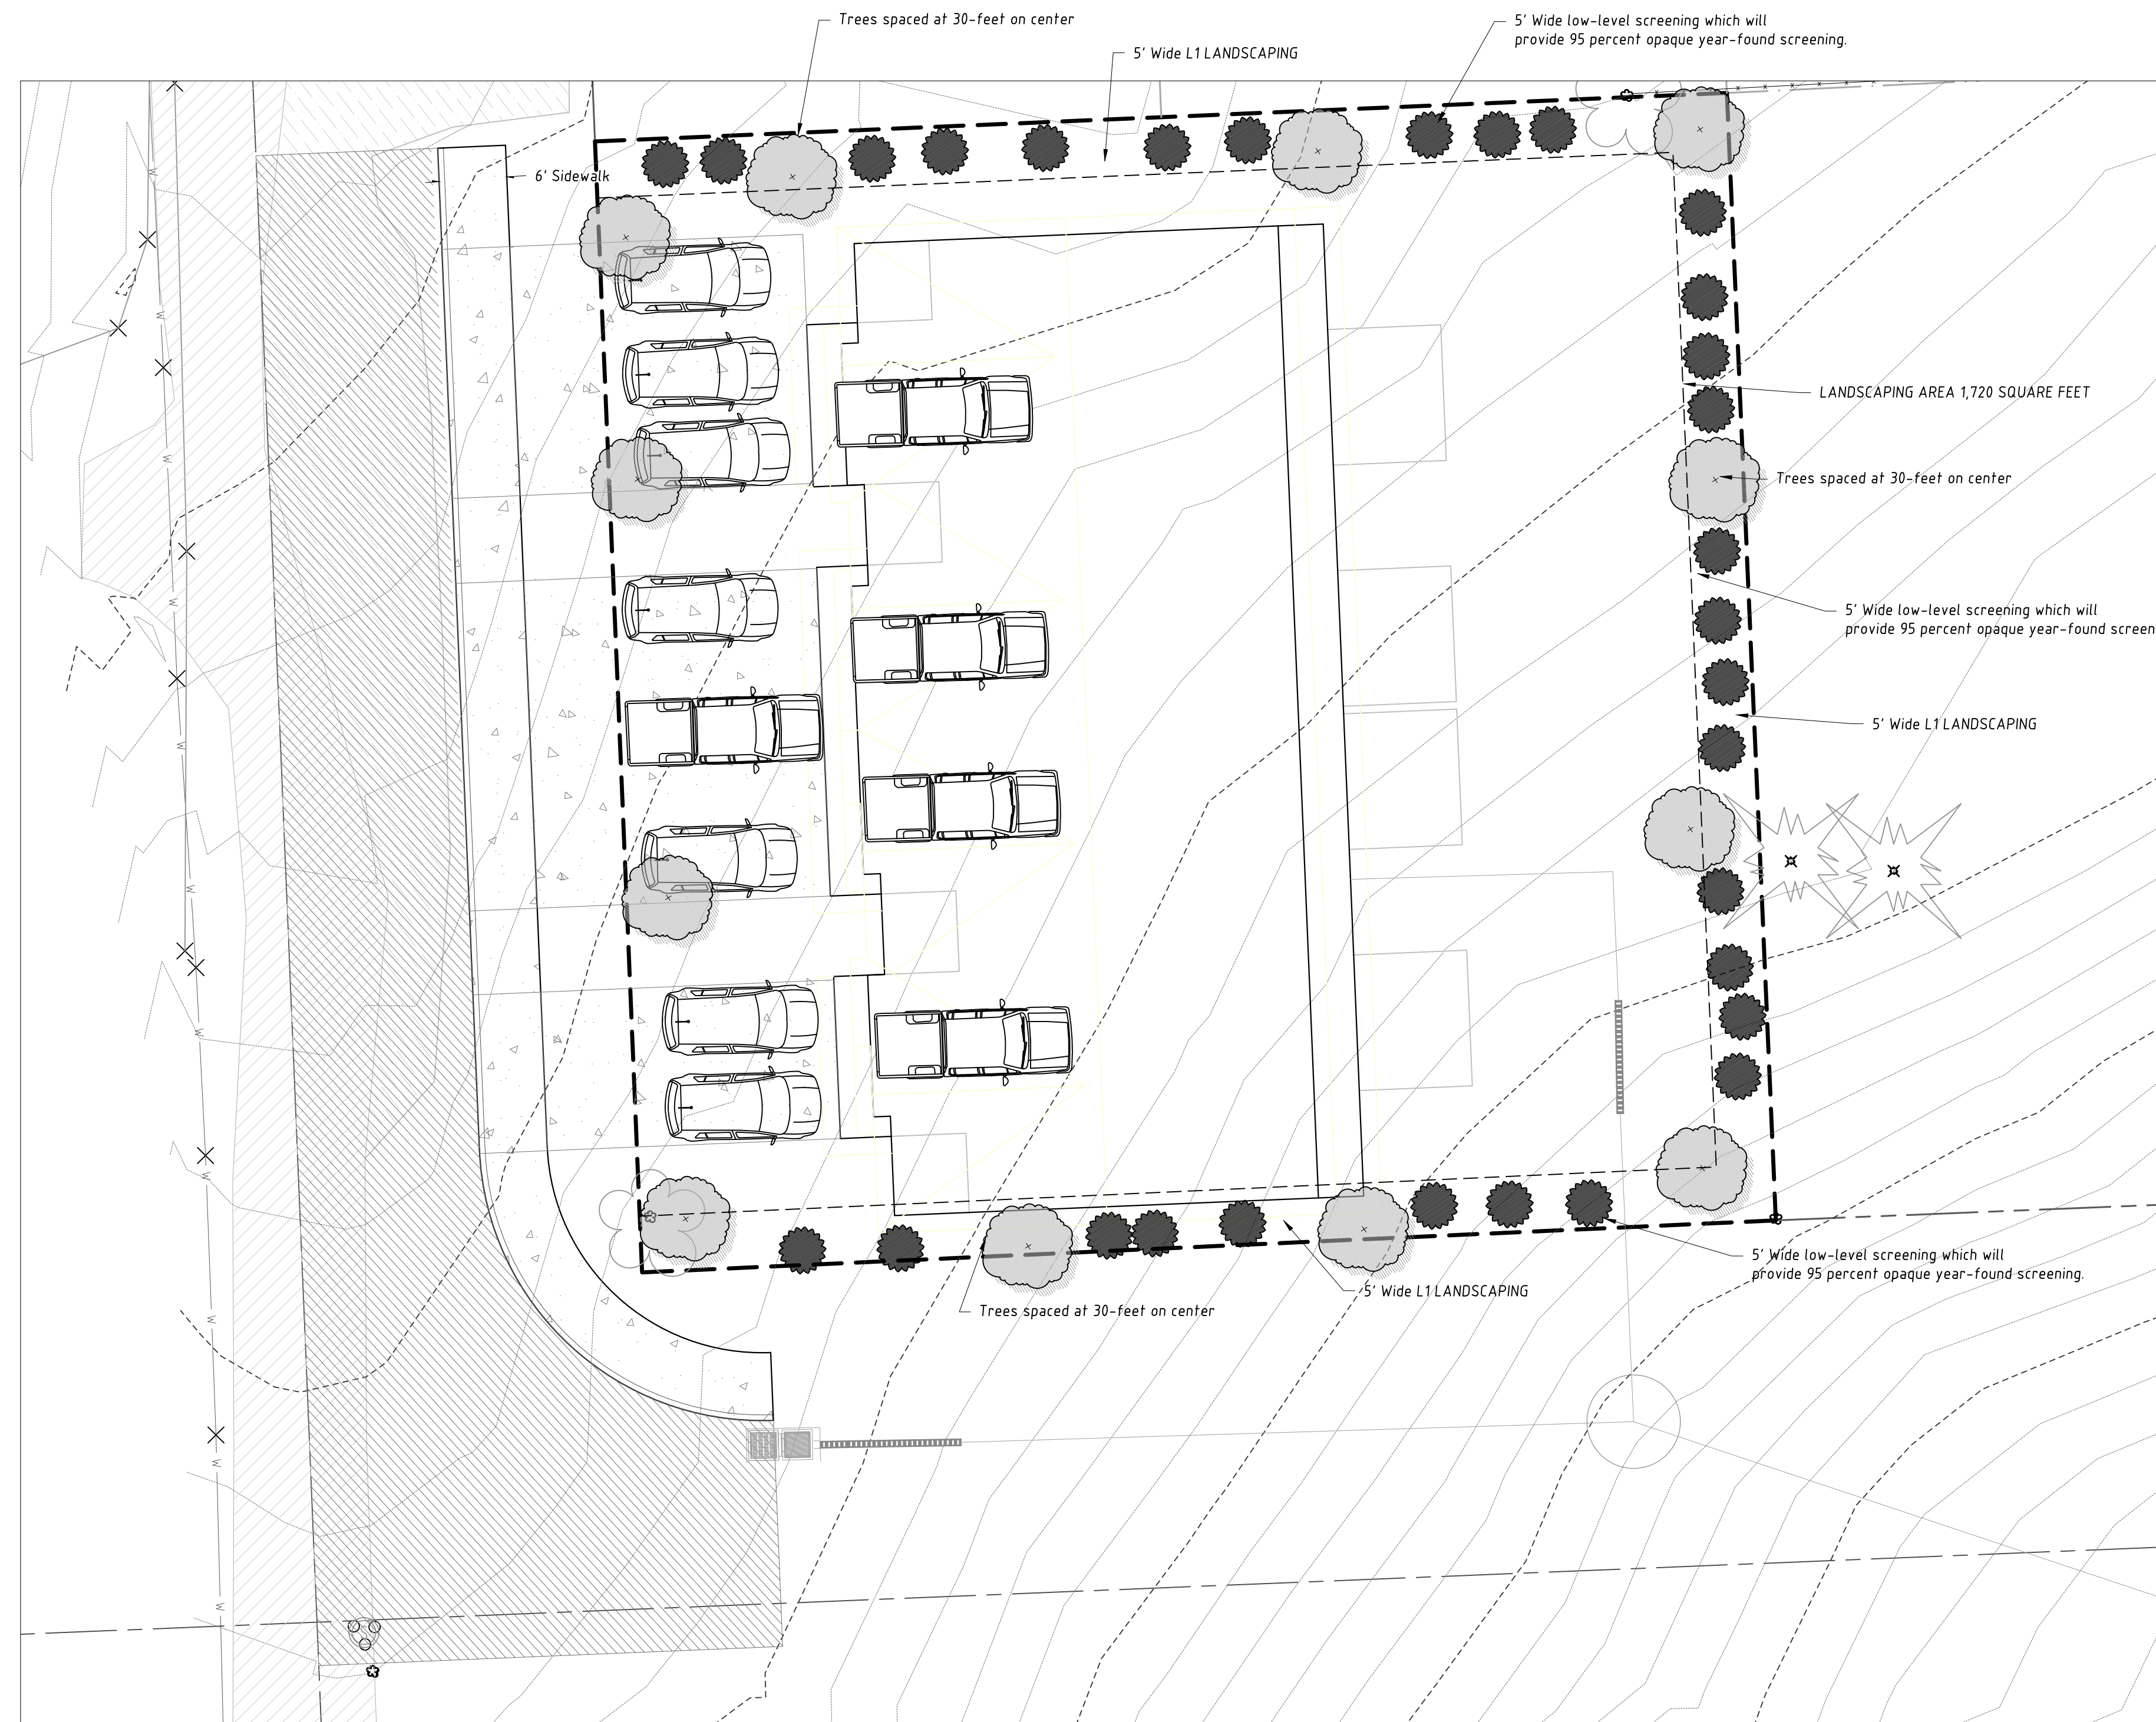 Trees spaced at 30-feet on center
5' Wide low-level screening which will
provide 95 percent opaque year-found screening.
5' Wide L1 LANDSCAPING
6' Sidewalk
LANDSCAPING AREA 1,720 SQUARE FEET
Trees spaced at 30-feet on center
5' Wide low-level screening which will
provide 95 percent opaque year-found screen
5' Wide L1 LANDSCAPING
5' Wide low-level screening which will
provide 95 percent opaque year-found screening.
5' Wide L1 LANDSCAPING
Trees spaced at 30-feet on center
W
W
W
W
W
W
W
W
W
W
W
W